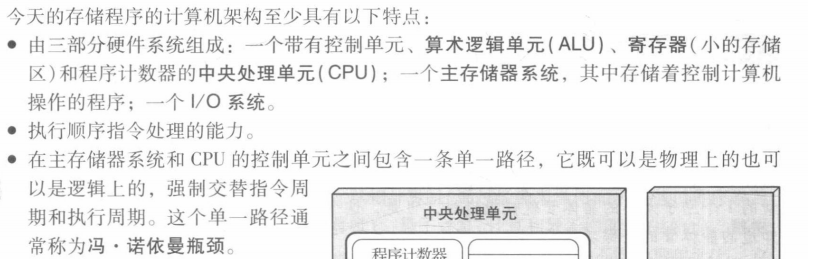 今天的存储程序的计算机架构至少具有以下特点：
● 由三部分硬件系统组成：一个带有控制单元、算术逻辑单元(ALU)、寄存器(小的存储
区)和程序计数器的中央处理单元(CPU)；一个主存储器系统，其中存储着控制计算机
操作的程序；一个 I/O 系统。
● 执行顺序指令处理的能力。
● 在主存储器系统和 CPU 的控制单元之间包含一条单一路径，它既可以是物理上的也可
以是逻辑上的，强制交替指令周
期和执行周期。这个单一路径通
常称为冯·诺依曼瓶颈。
中央处理单元
程序计数器